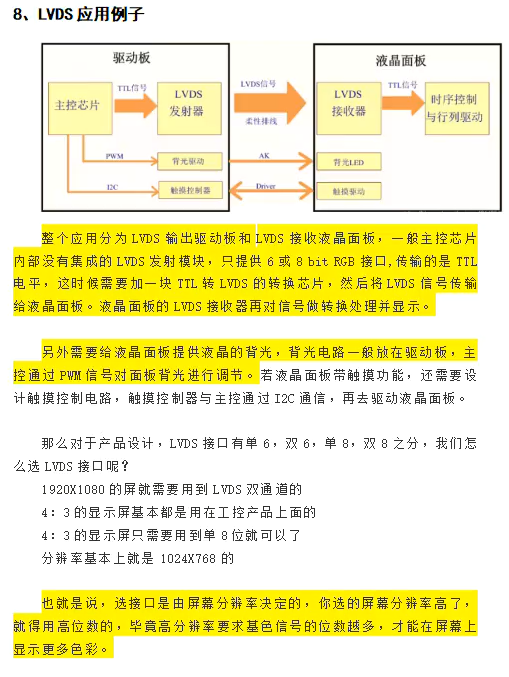 8、LVDS 应用例子
驱动板
液晶面板
主控芯片
TTL信号
LVDS
发射器
LVDS信号
柔性排线
LVDS
接收器
TTL信号
时序控制
与行列驱动
PWM
背光驱动
AK
背光LED
I2C
触摸控制器
Driver
触摸驱动
整个应用分为 LVDS 输出驱动板和 LVDS 接收液晶面板，一般主控芯片
内部没有集成的 LVDS 发射模块，只提供 6 或 8 bit RGB 接口,传输的是 TTL
电平，这时候需要加一块 TTL 转 LVDS 的转换芯片，然后将 LVDS 信号传输
给液晶面板。液晶面板的 LVDS 接收器再对信号做转换处理并显示。
另外需要给液晶面板提供液晶的背光，背光电路一般放在驱动板，主
控通过 PWM 信号对面板背光进行调节。若液晶面板带触摸功能，还需要设
计触摸控制电路，触摸控制器与主控通过 I2C 通信，再去驱动液晶面板。
那么对于产品设计，LVDS 接口有单 6，双 6，单 8，双 8 之分，我们怎
么选 LVDS 接口呢？
1920X1080 的屏就需要用到 LVDS 双通道的
4：3 的显示屏基本都是用在工控产品上面的
4：3 的显示屏只需要用到单 8 位就可以了
分辨率基本上就是 1024X768 的
也就是说，选接口是由屏幕分辨率决定的，你选的屏幕分辨率高了，
就得用高位数的，毕竟高分辨率要求基色信号的位数越多，才能在屏幕上
显示更多色彩。